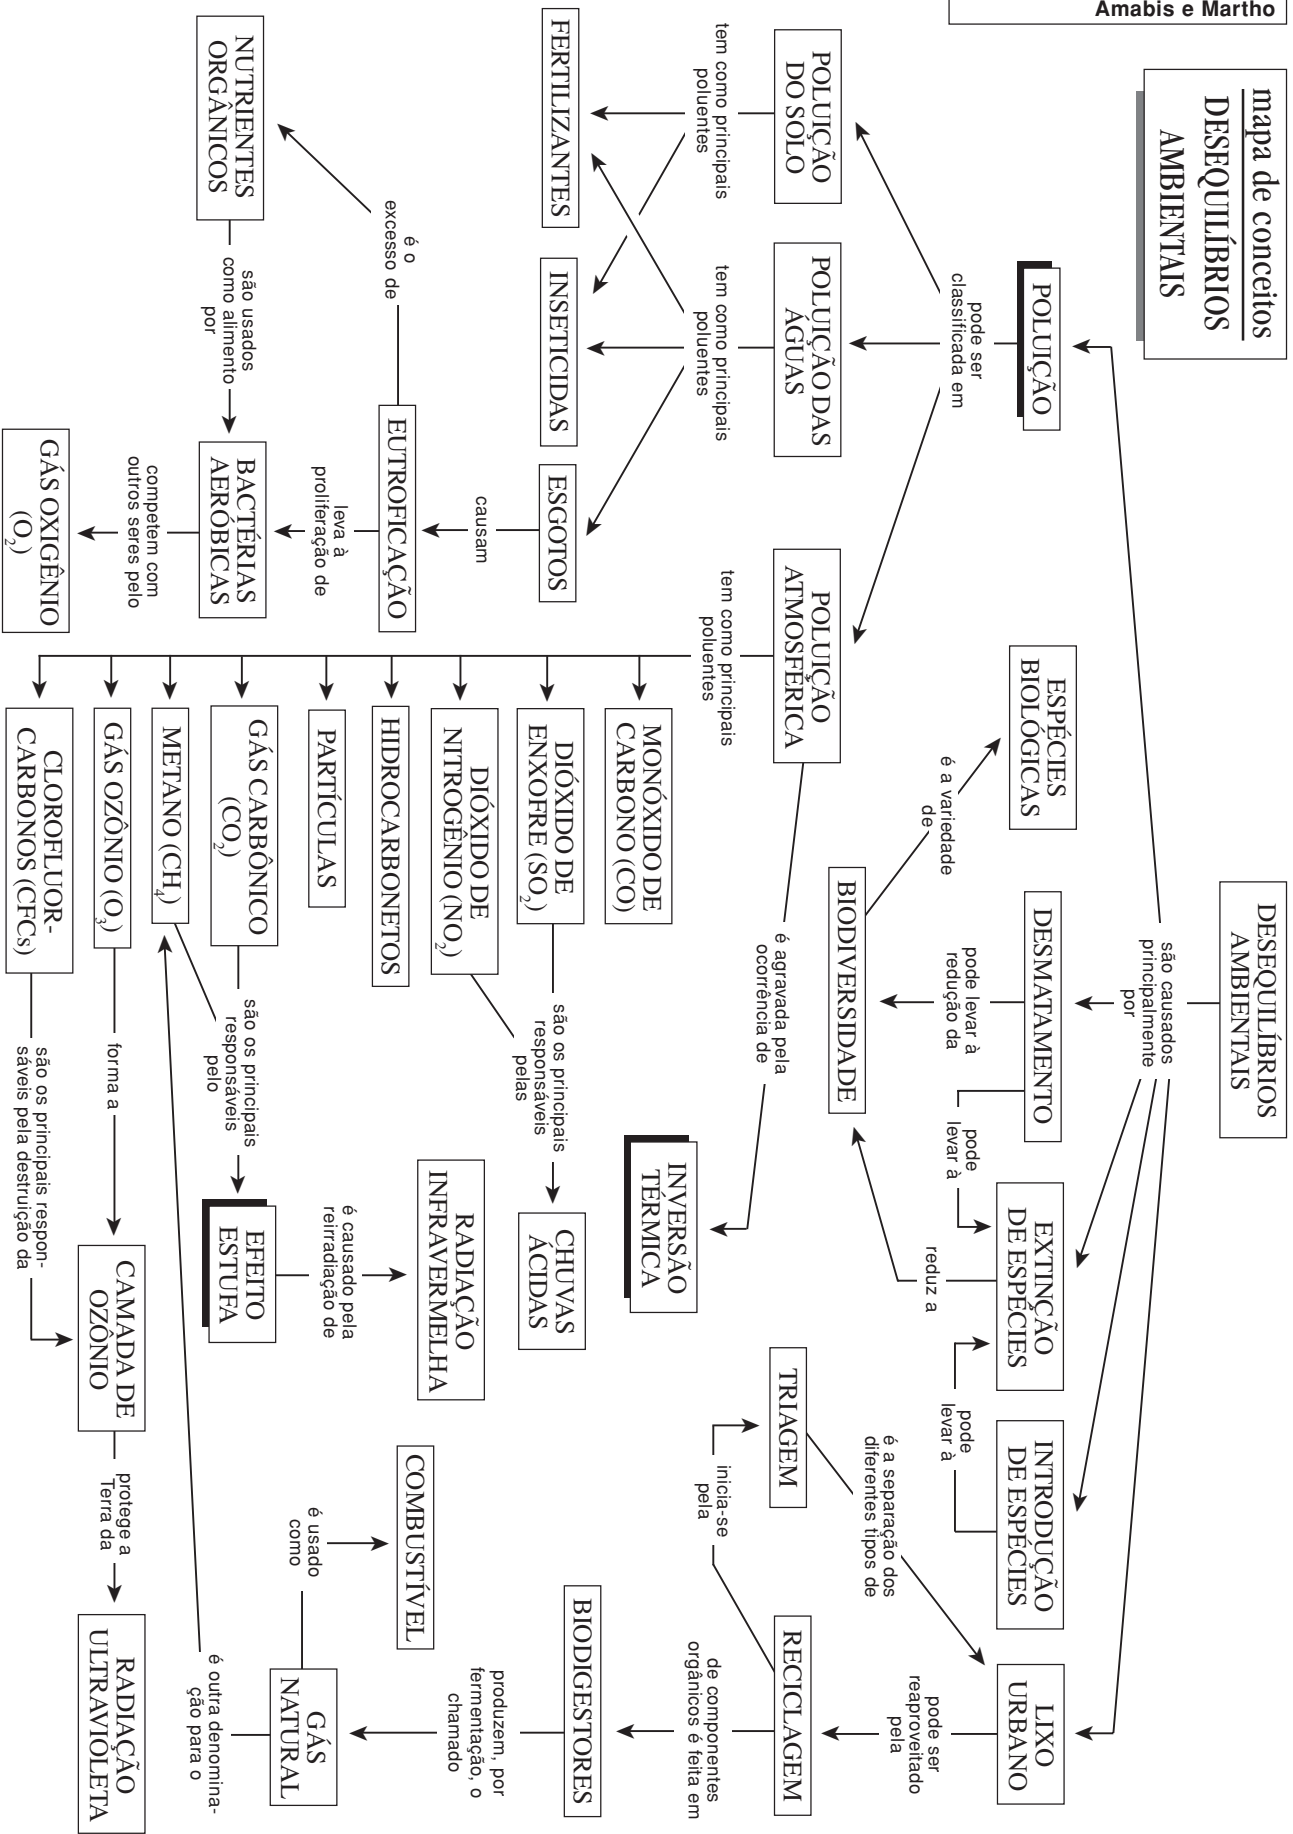 Amabis e Martho
mapa de conceitos
DESEQUILÍBRIOS
AMBIENTAIS
DESEQUILÍBRIOS
AMBIENTAIS
são causados
principalmente
por
POLUIÇÃO
DESMATAMENTO
EXTINÇÃO
DE ESPÉCIES
INTRODUÇÃO
DE ESPÉCIES
LIXO
URBANO
ESPÉCIES
BIOLÓGICAS
pode ser
classificada em
é a variedade
de
pode levar à
redução da
pode
levar à
reduz a
pode
levar à
pode ser
reaproveitado
pela
POLUIÇÃO
DO SOLO
POLUIÇÃO DAS
ÁGUAS
POLUIÇÃO
ATMOSFÉRICA
BIODIVERSIDADE
TRIAGEM
é a separação dos
diferentes tipos de
RECICLAGEM
tem como principais
poluentes
tem como principais
poluentes
tem como principais
poluentes
é agravada pela
ocorrência de
inicia-se
pela
de componentes
orgânicos é feita em
FERTILIZANTES
INSETICIDAS
ESGOTOS
MONÓXIDO DE
CARBONO (CO)
INVERSÃO
TÉRMICA
BIODIGESTORES
causam
DIÓXIDO DE
ENXOFRE (SO2)
são os principais
responsáveis
pelas
CHUVAS
ÁCIDAS
produzem, por
fermentação, o
chamado
é o
excesso de
EUTROFICAÇÃO
DIÓXIDO DE
NITROGÊNIO (NO2)
RADIAÇÃO
INFRAVERMELHA
COMBUSTÍVEL
leva à
proliferação de
HIDROCARBONETOS
é causado pela
reirradiação de
é usado
como
GÁS
NATURAL
NUTRIENTES
ORGÂNICOS
são usados
como alimento
por
BACTÉRIAS
AERÓBICAS
PARTÍCULAS
GÁS CARBÔNICO
(CO2)
são os principais
responsáveis
pelo
EFEITO
ESTUFA
é outra denomina-
ção para o
competem com
outros seres pelo
METANO (CH4)
GÁS OZÔNIO (O3)
forma a
CAMADA DE
OZÔNIO
protege a
Terra da
RADIAÇÃO
ULTRAVIOLETA
GÁS OXIGÊNIO
(O2)
CLOROFLUOR-
CARBONOS (CFCs)
são os principais respon-
sáveis pela destruição da